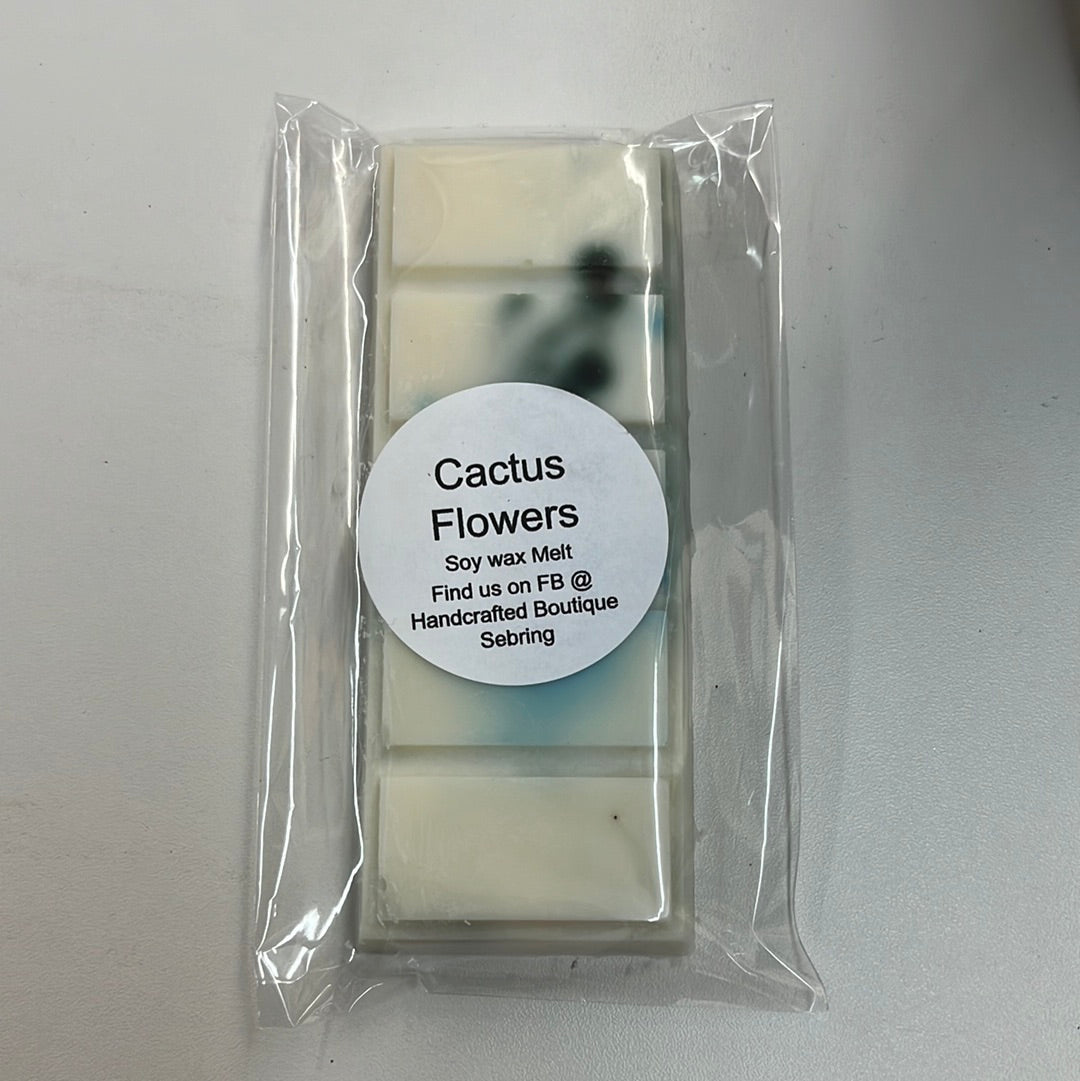 Cactus
Flowers
Soy wax Melt
Find us on FB @
Handcrafted Boutique
Sebring